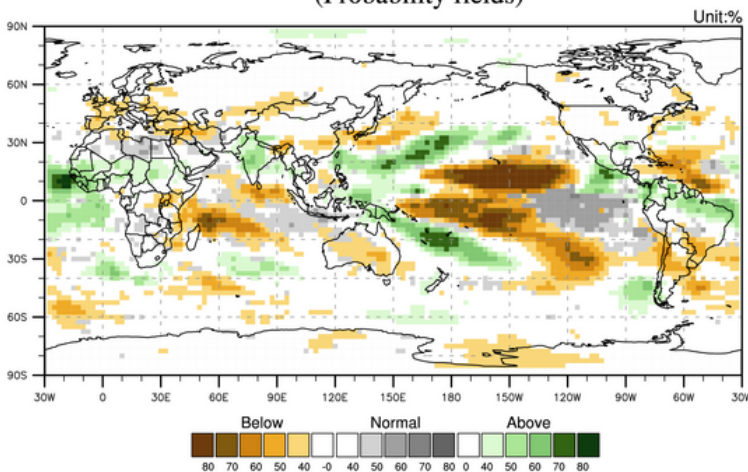 (Probability fields)
Unit:%
90N
60N
30N
0
30S
60S
90S
30W 0 30E 60E 90E 120E 150E 180 150W 120W 90W 60W 30W
Below Normal Above
80 70 60 50 40 -0 40 50 60 70 80 0 40 50 60 70 80